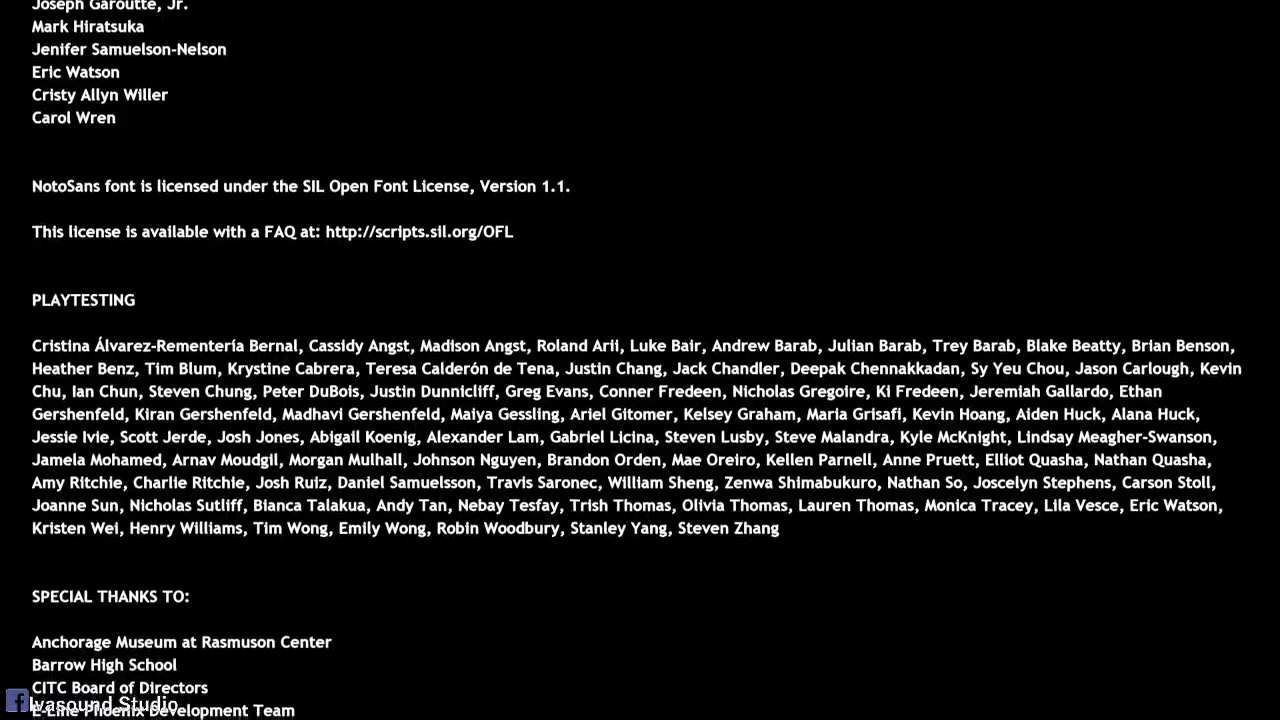 Joseph Garoutte, Jr.
Mark Hiratsuka
Jenifer Samuelson-Nelson
Eric Watson
Cristy Allyn Willer
Carol Wren
NotoSans font is licensed under the SIL Open Font License, Version 1.1.
This license is available with a FAQ at: http://scripts.sil.org/OFL
PLAYTESTING
Cristina Álvarez-Rementería Bernal, Cassidy Angst, Madison Angst, Roland Arii, Luke Bair, Andrew Barab, Julian Barab, Trey Barab, Blake Beatty, Brian Benson,
Heather Benz, Tim Blum, Krystine Cabrera, Teresa Calderón de Tena, Justin Chang, Jack Chandler, Deepak Chennakkadan, Sy Yeu Chou, Jason Carlough, Kevin
Chu, Ian Chun, Steven Chung, Peter DuBois, Justin Dunnicliff, Greg Evans, Conner Fredeen, Nicholas Gregoire, Ki Fredeen, Jeremiah Gallardo, Ethan
Gershenfeld, Kiran Gershenfeld, Madhavi Gershenfeld, Maiya Gessling, Ariel Gitomer, Kelsey Graham, Maria Grisafi, Kevin Hoang, Aiden Huck, Alana Huck,
Jessie Ivie, Scott Jerde, Josh Jones, Abigail Koenig, Alexander Lam, Gabriel Licina, Steven Lusby, Steve Malandra, Kyle McKnight, Lindsay Meagher-Swanson,
Jamela Mohamed, Arnav Moudgil, Morgan Mulhall, Johnson Nguyen, Brandon Orden, Mae Oreiro, Kellen Parnell, Anne Pruett, Elliot Quasha, Nathan Quasha,
Amy Ritchie, Charlie Ritchie, Josh Ruiz, Daniel Samuelsson, Travis Saronec, William Sheng, Zenwa Shimabukuro, Nathan So, Joscelyn Stephens, Carson Stoll,
Joanne Sun, Nicholas Sutliff, Bianca Talakua, Andy Tan, Nebay Tesfay, Trish Thomas, Olivia Thomas, Lauren Thomas, Monica Tracey, Lila Vesce, Eric Watson,
Kristen Wei, Henry Williams, Tim Wong, Emily Wong, Robin Woodbury, Stanley Yang, Steven Zhang
SPECIAL THANKS TO:
Anchorage Museum at Rasmuson Center
Barrow High School
CITC Board of Directors
f Iwasound Studio
E-Line Phoenix Development Team